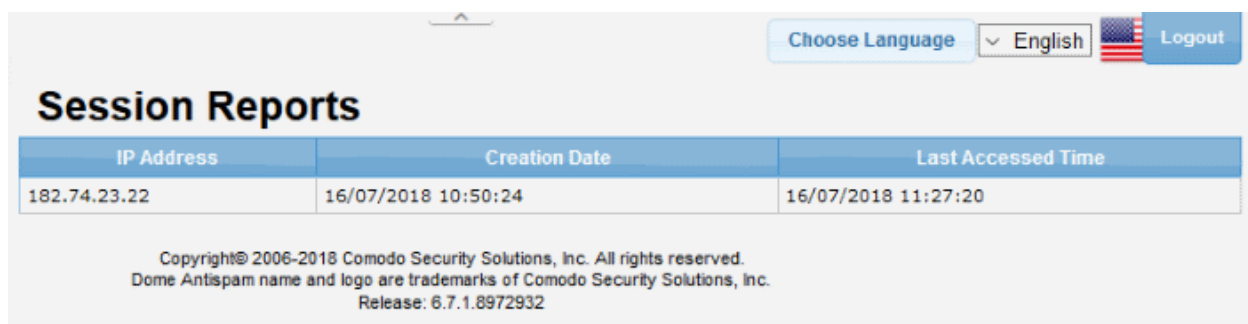 Choose Language English Logout
Session Reports
IP Address Creation Date Last Accessed Time
182.74.23.22 16/07/2018 10:50:24 16/07/2018 11:27:20
Copyright© 2006-2018 Comodo Security Solutions, Inc. All rights reserved.
Dome Antispam name and logo are trademarks of Comodo Security Solutions, Inc.
Release: 6.7.1.8972932